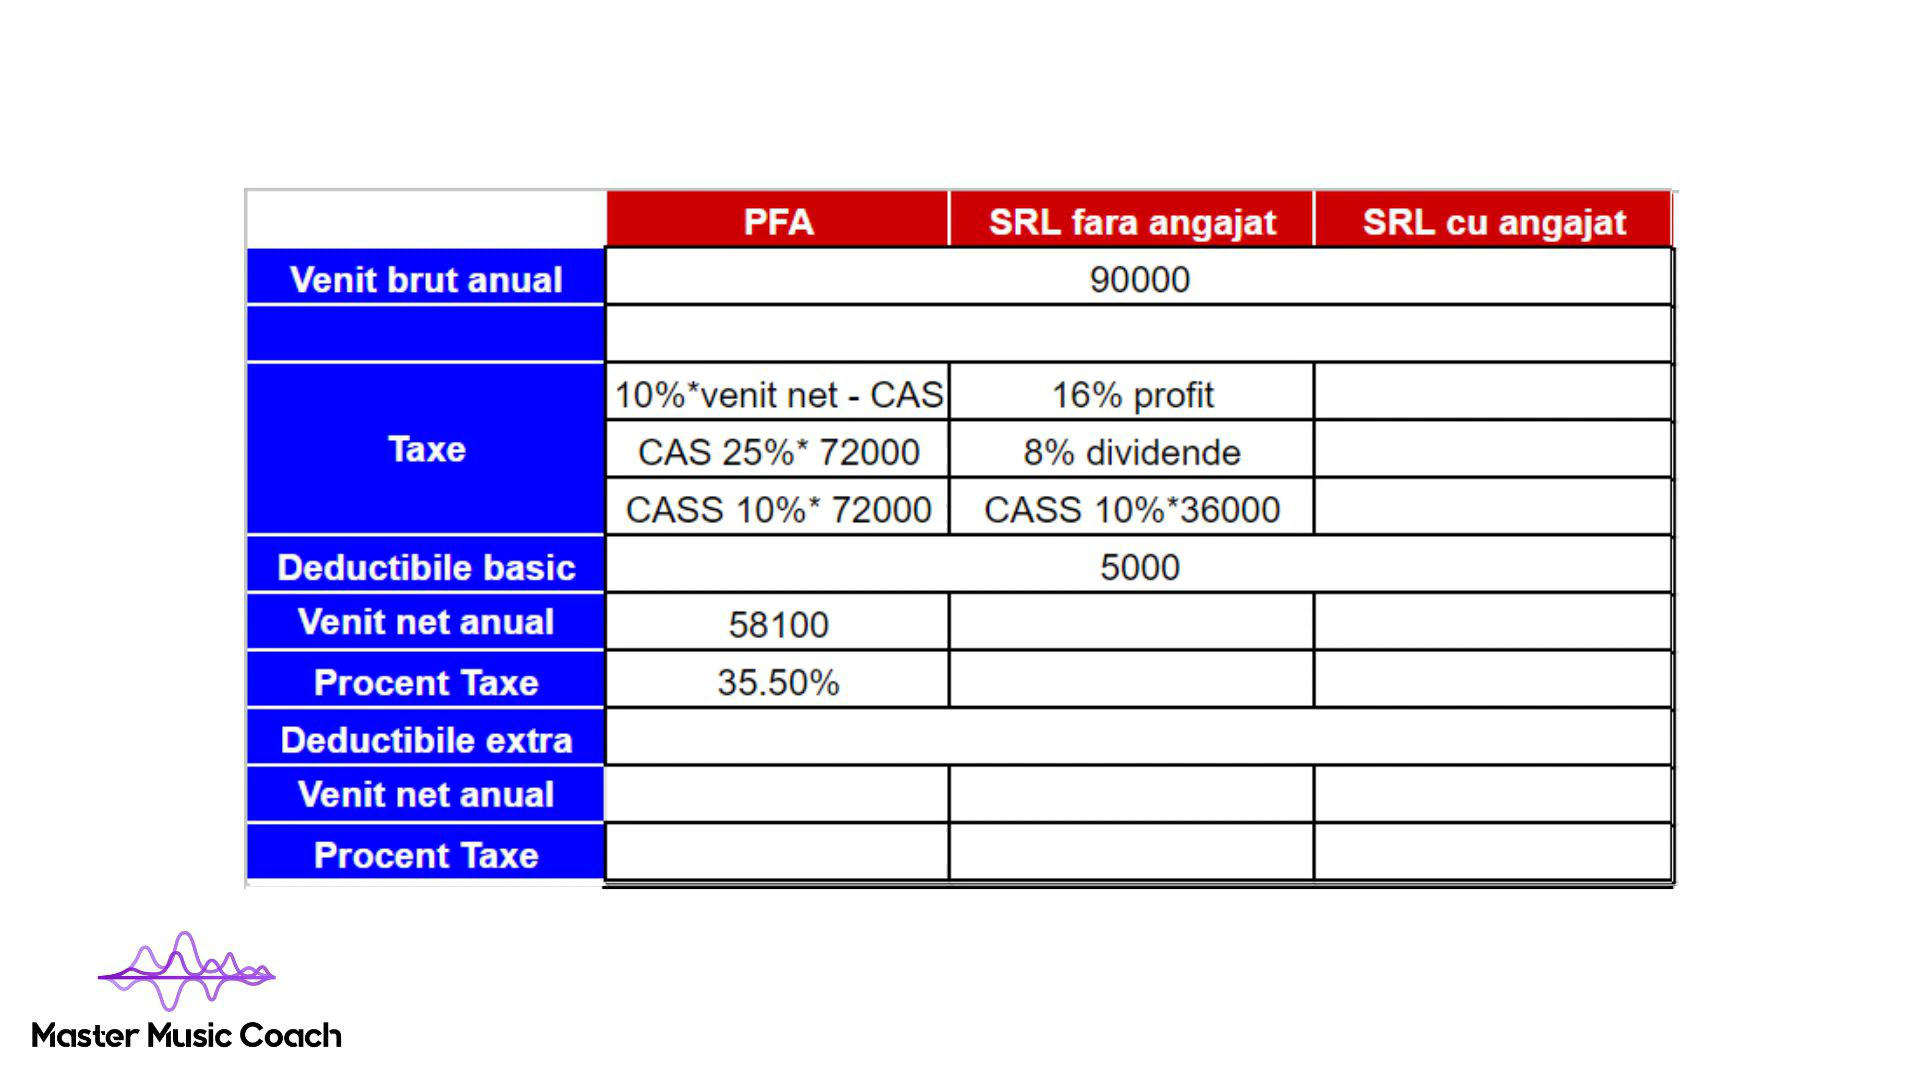 PFA SRL fara angajat SRL cu angajat
Venit brut anual 90000
10%*venit net - CAS 16% profit
Taxe CAS 25%* 72000 8% dividende
CASS 10%* 72000 CASS 10%*36000
Deductibile basic 5000
Venit net anual 58100
Procent Taxe 35.50%
Deductibile extra
Venit net anual
Procent Taxe
Master Music Coach